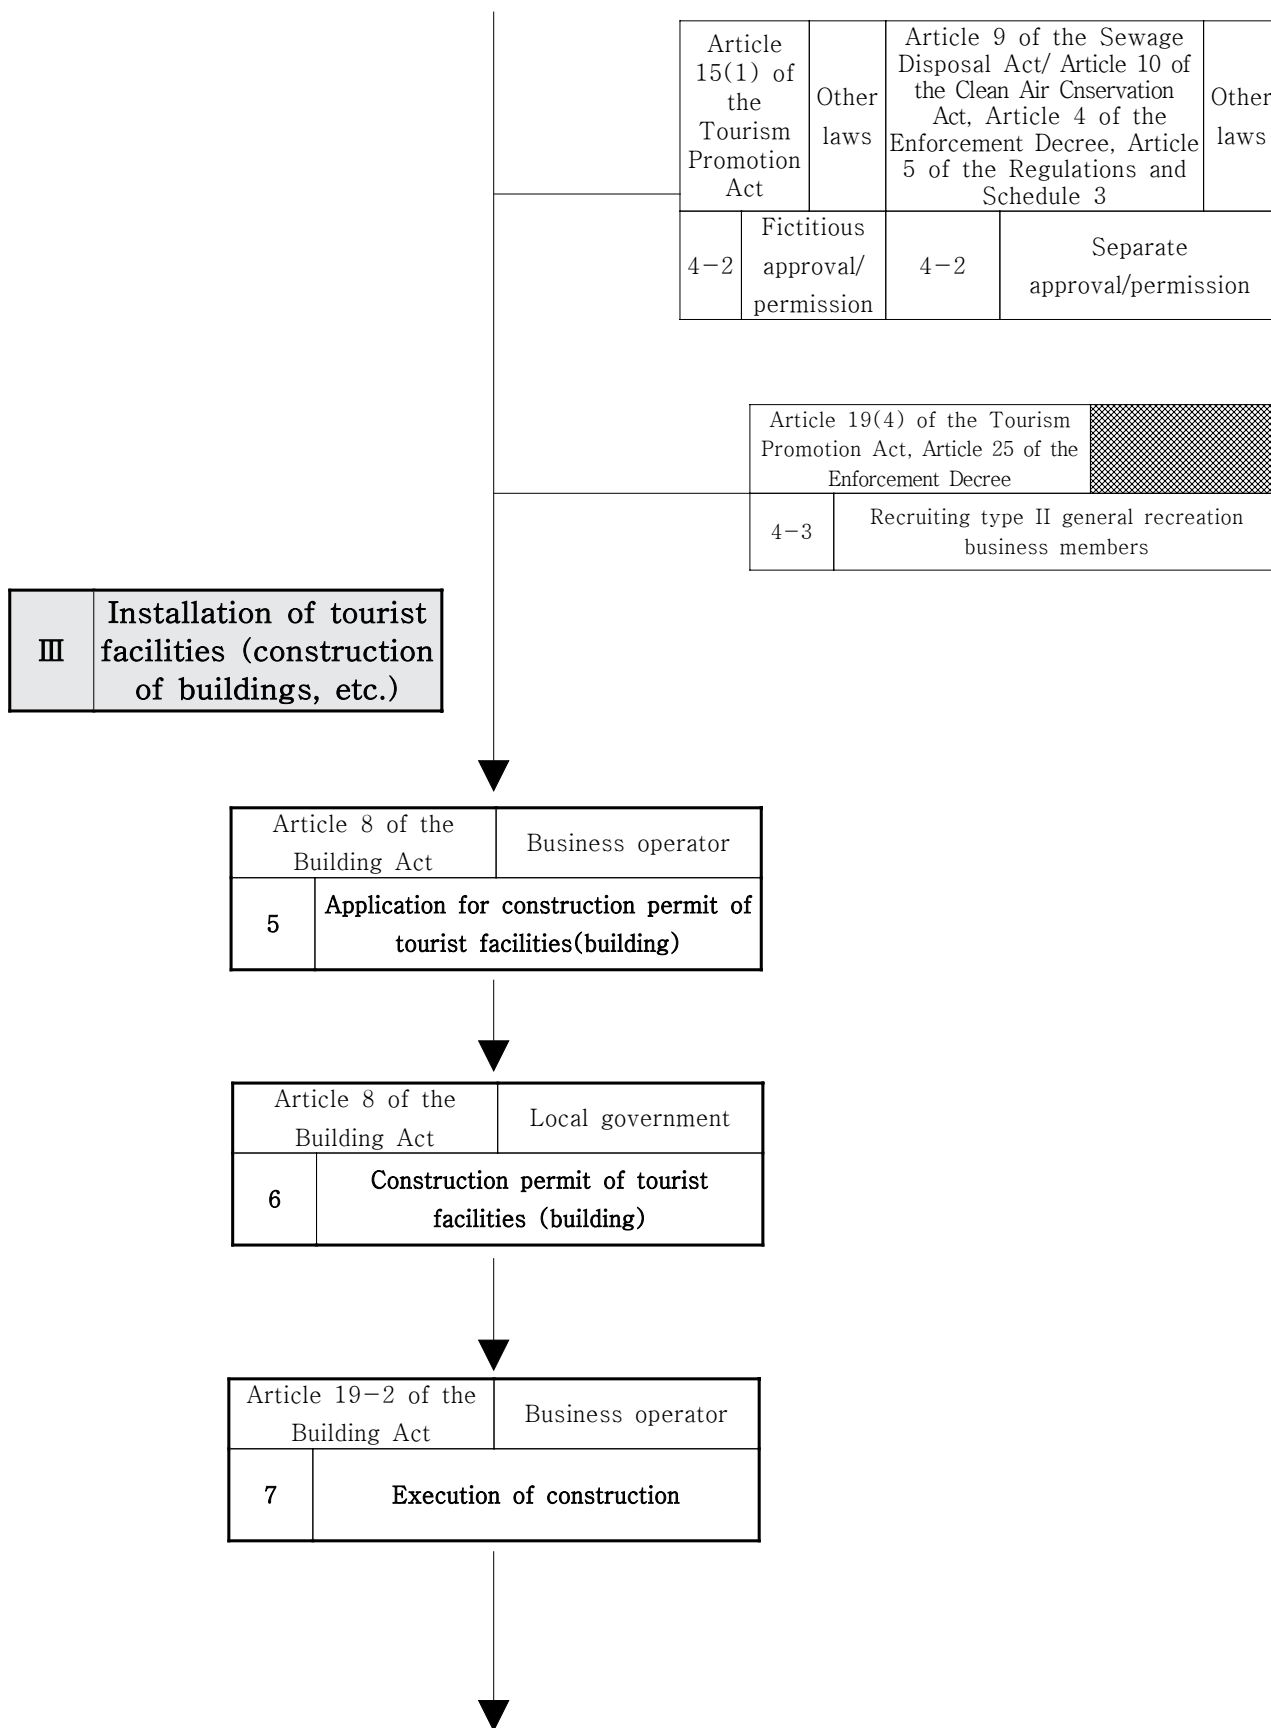 Article
15(1) of
the
Tourism
Promotion
Act
Other
laws
Article 9 of the Sewage
Disposal Act/ Article 10 of
the Clean Air Cnservation
Act, Article 4 of the
Enforcement Decree, Article
5 of the Regulations and
Schedule 3
Other
laws
4-2
Fictitious
approval/
permission
4-2
Separate
approval/permission
Article 19(4) of the Tourism
Promotion Act, Article 25 of the
Enforcement Decree
4-3
Recruiting type II general recreation
business members
Ⅲ
Installation of tourist
facilities (construction
of buildings, etc.)
Article 8 of the
Building Act
Business operator
5
Application for construction permit of
tourist facilities(building)
Article 8 of the
Building Act
Local government
6
Construction permit of tourist
facilities (building)
Article 19-2 of the
Building Act
Business operator
7
Execution of construction